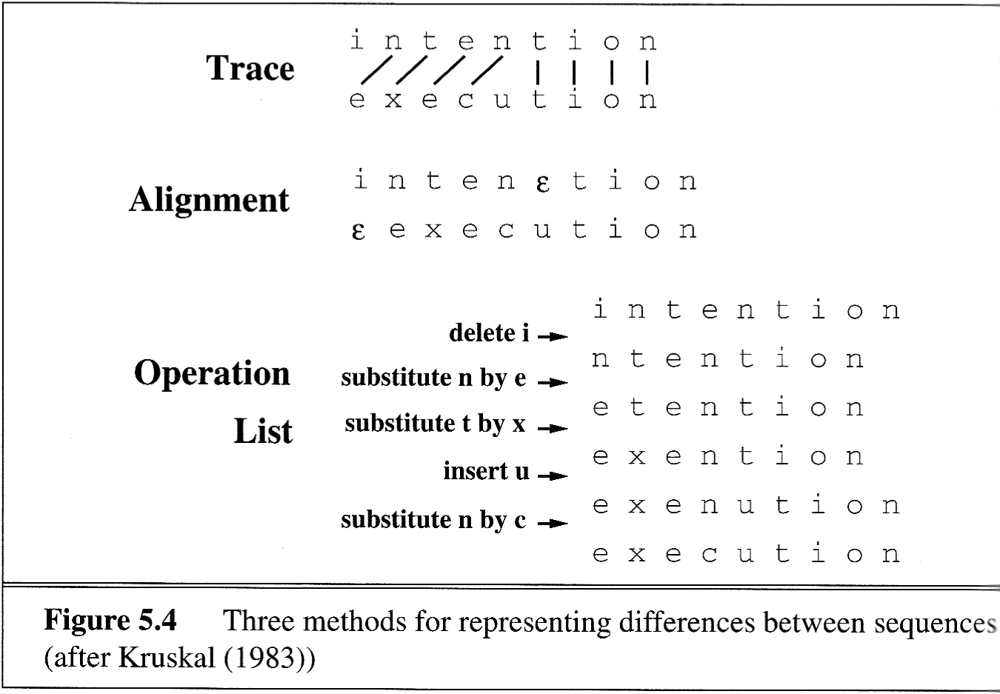 i n t e n t i o n
Trace
e x e c u t i o n
i n t e n ε t i o n
Alignment
ε e x e c u t i o n
i n t e n t i o n
delete i
n t e n t i o n
Operation
substitute n by e
e t e n t i o n
List
substitute t by x
e x e n t i o n
insert u
e x e n u t i o n
substitute n by c
e x e c u t i o n
Figure 5.4 Three methods for representing differences between sequences
(after Kruskal (1983))